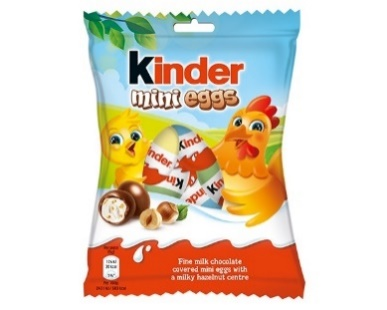 Kinder
mini eggs
Kinder
Fine milk chocolate
covered mini eggs with
a milky hazelnut centre